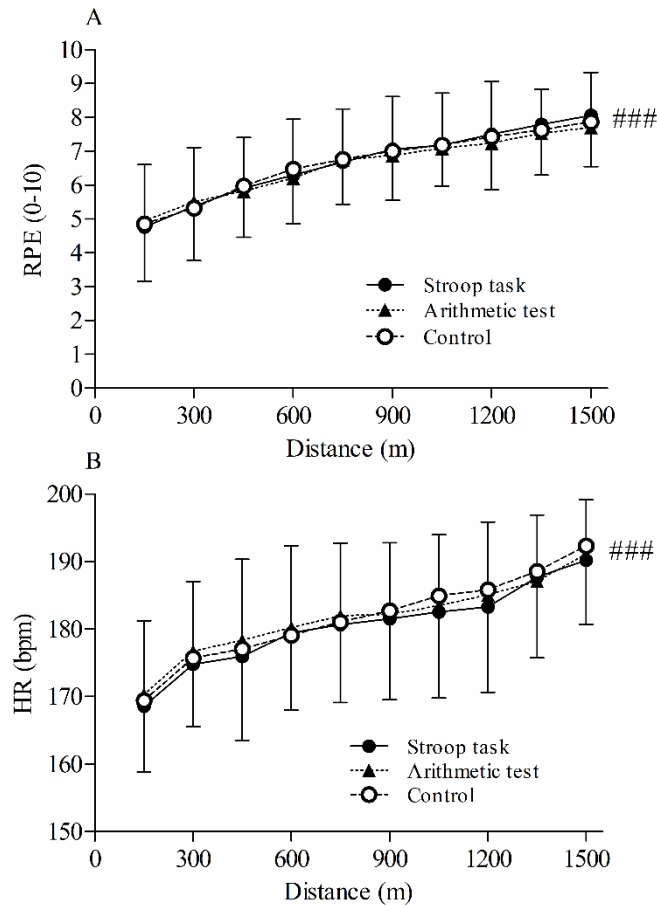 A
10
9
8
7
6
5
4
3
2
1
0
RPE (0-10)
###
Stroop task
Arithmetic test
Control
0 300 600 900 1200 1500
Distance (m)
B
200
190
180
170
160
150
HR (bpm)
###
Stroop task
Arithmetic test
Control
0 300 600 900 1200 1500
Distance (m)